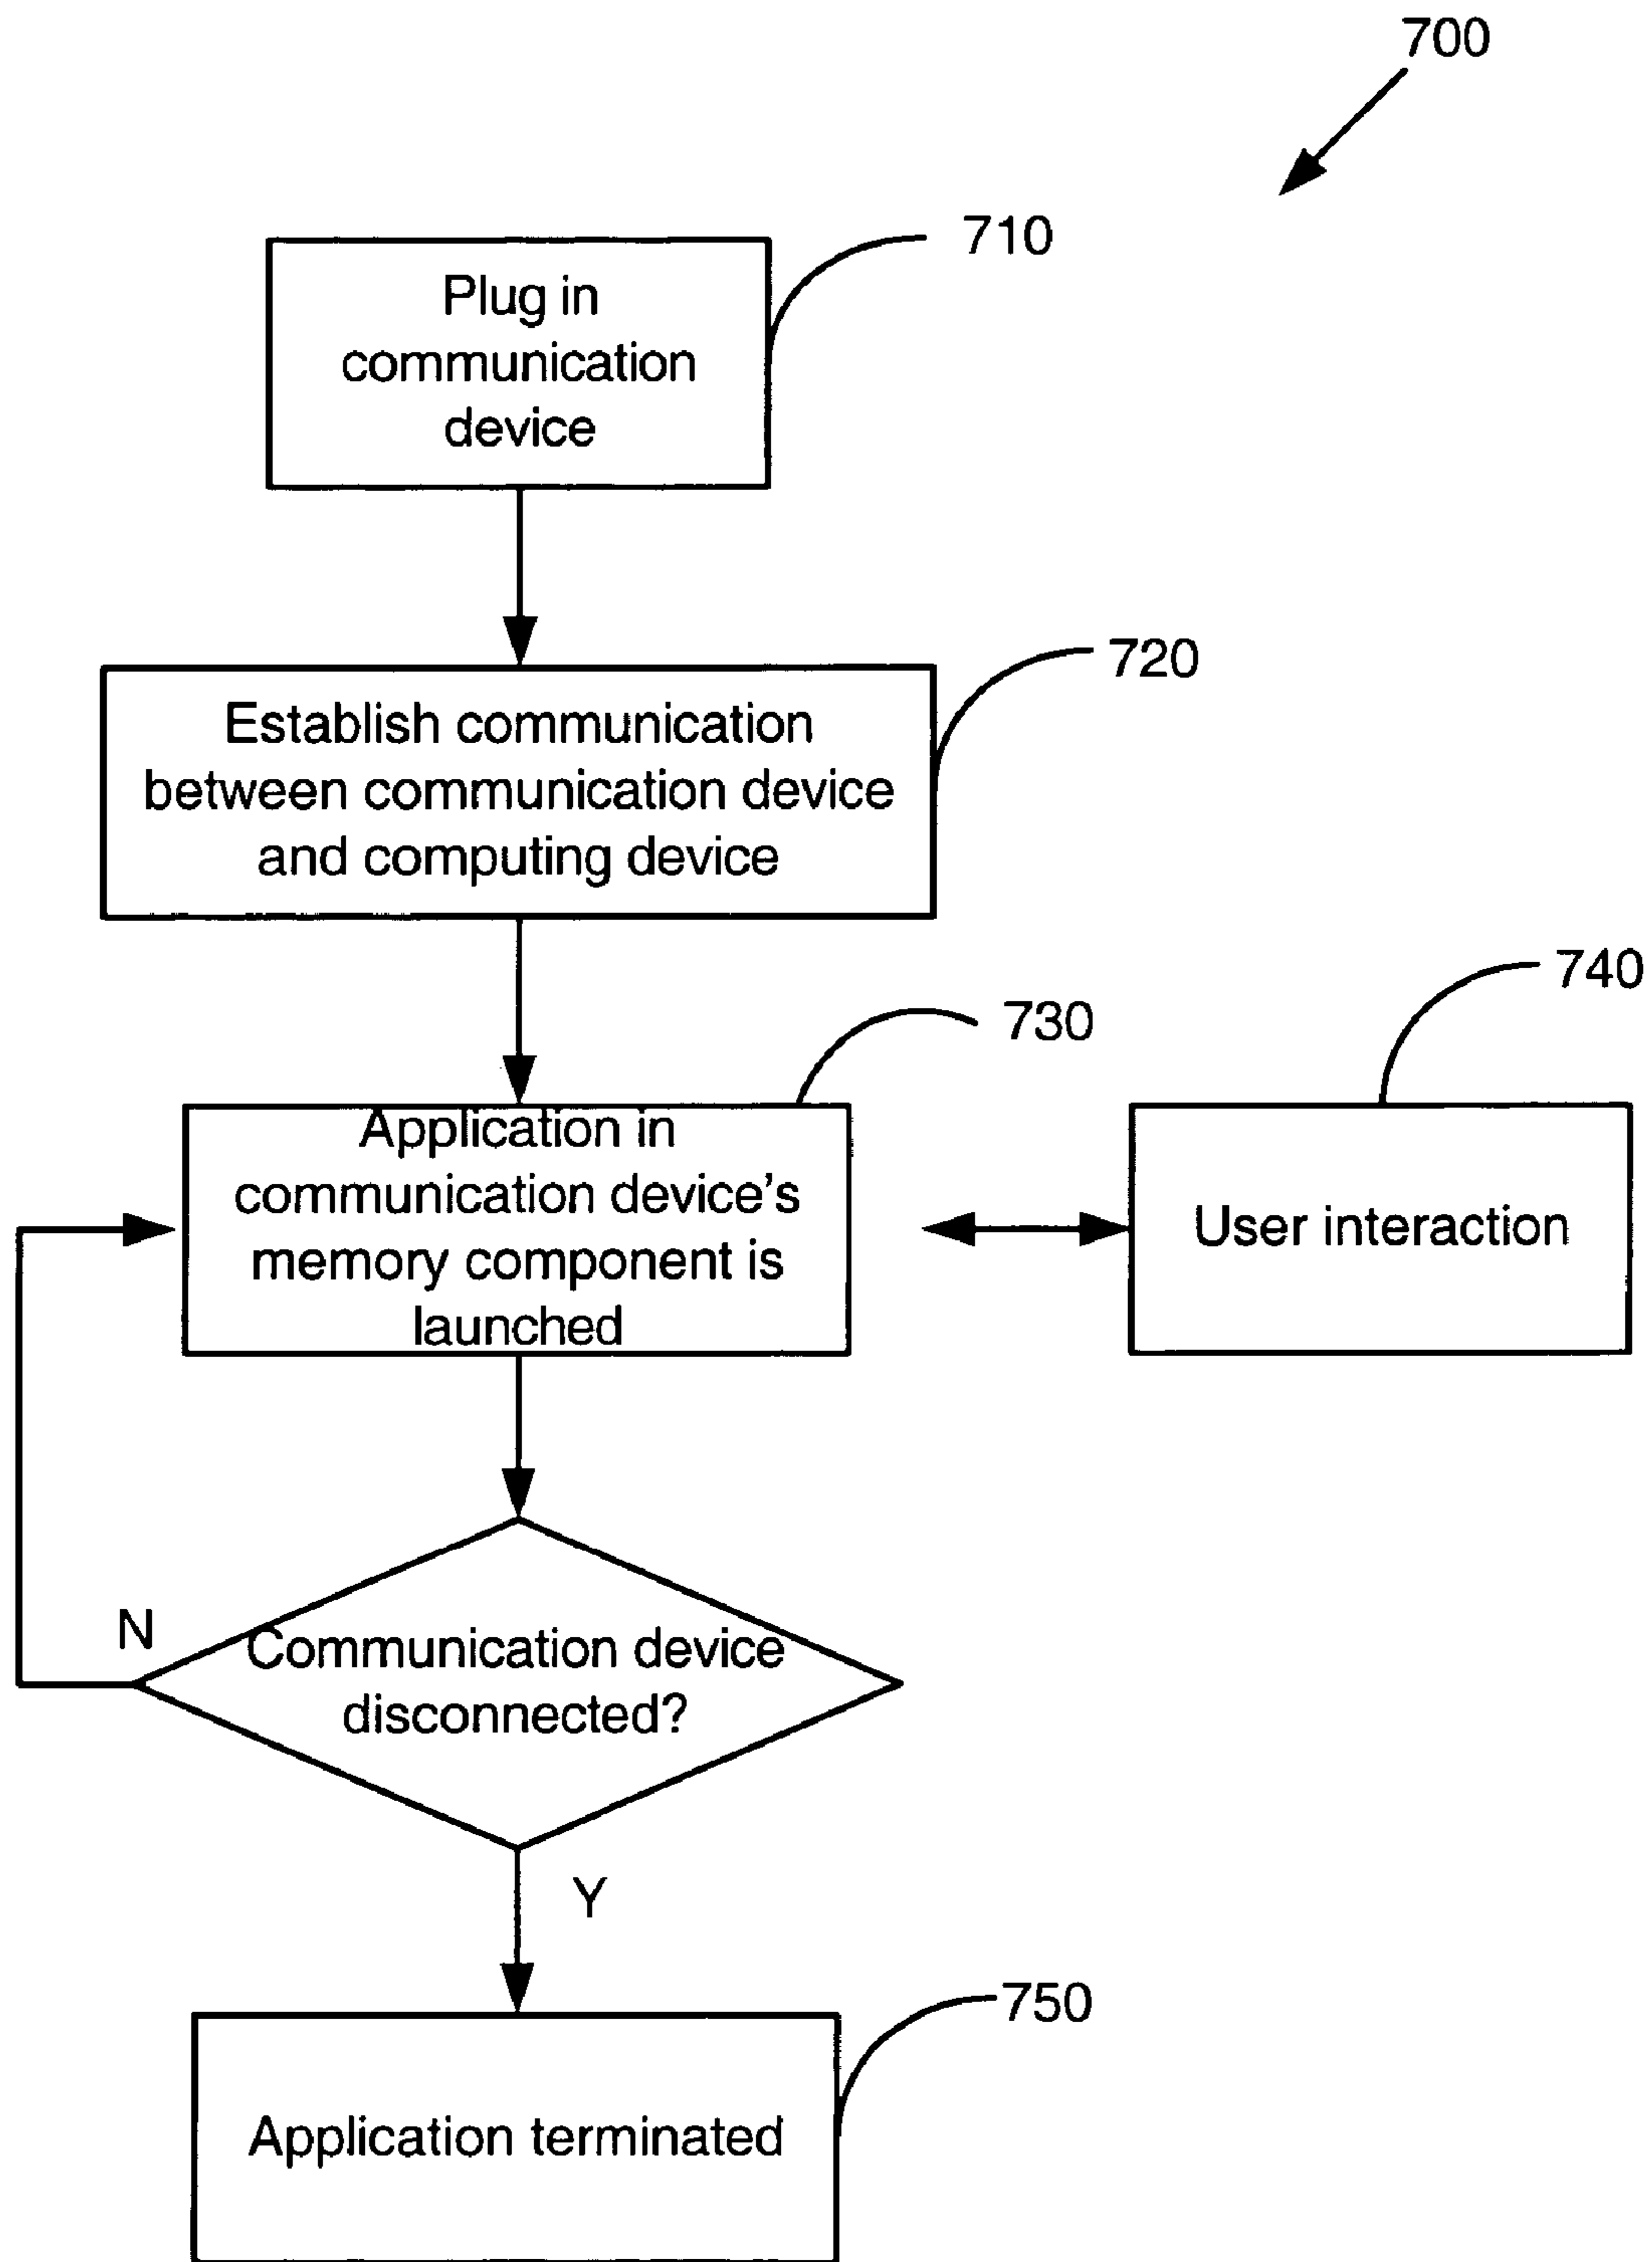 700
710
Plug in
communication
device
720
Establish communication
between communication device
and computing device
730
740
Application in
communication device's
memory component is
launched
User interaction
N
Communication device
disconnected?
Y
750
Application terminated